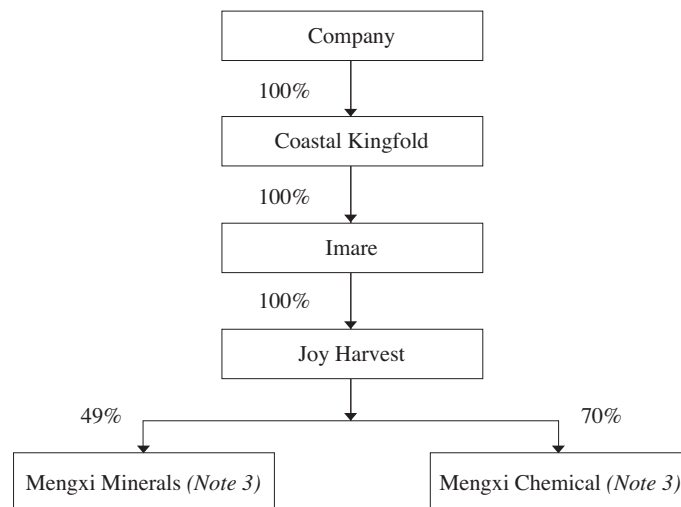 Company
100%
Coastal Kingfold
100%
Imare
100%
Joy Harvest
49%
70%
Mengxi Minerals (Note 3)
Mengxi Chemical (Note 3)